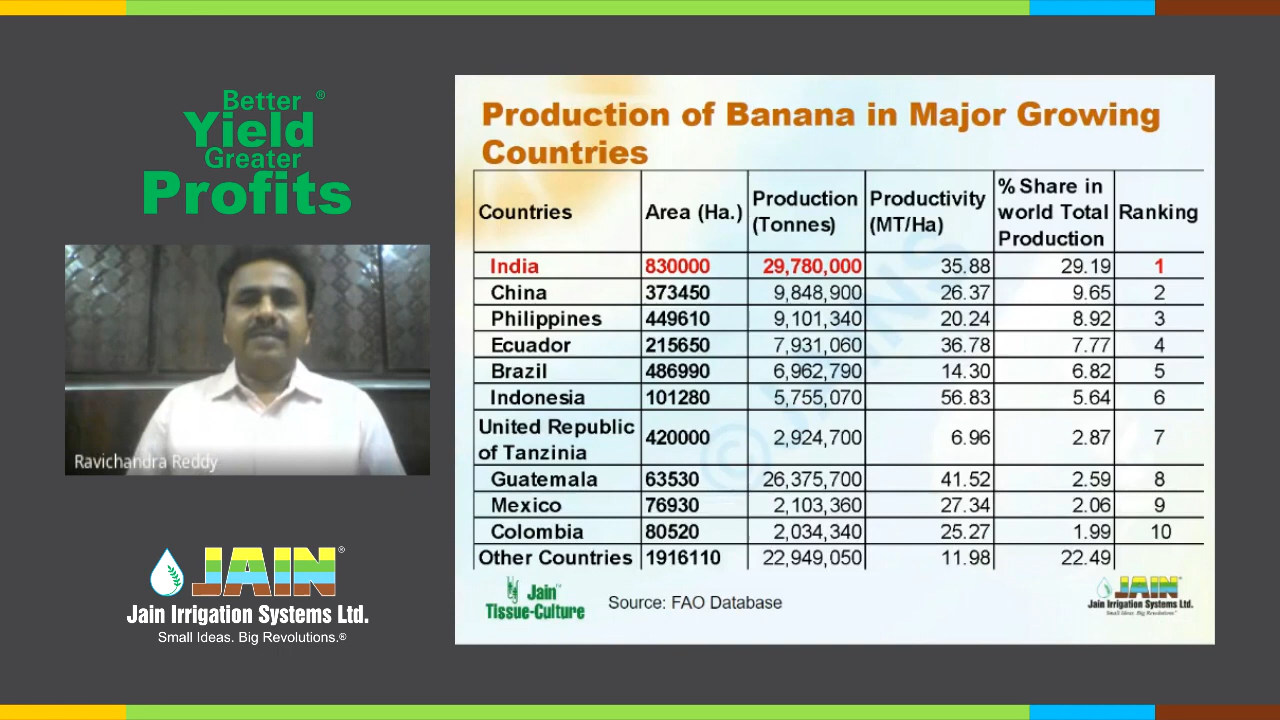 Better ®
Yield
Greater
Profits
Ravichandra Reddy
JAIN®
Jain Irrigation Systems Ltd.
Small Ideas. Big Revolutions.®
Production of Banana in Major Growing
Countries
Countries Area (Ha.) Production (Tonnes) Productivity (MT/Ha) % Share in world Total Production Ranking
India 830000 29,780,000 35.88 29.19 1
China 373450 9,848,900 26.37 9.65 2
Philippines 449610 9,101,340 20.24 8.92 3
Ecuador 215650 7,931,060 36.78 7.77 4
Brazil 486990 6,962,790 14.30 6.82 5
Indonesia 101280 5,755,070 56.83 5.64 6
United Republic of Tanzinia 420000 2,924,700 6.96 2.87 7
Guatemala 63530 26,375,700 41.52 2.59 8
Mexico 76930 2,103,360 27.34 2.06 9
Colombia 80520 2,034,340 25.27 1.99 10
Other Countries 1916110 22,949,050 11.98 22.49
Jain™
Tissue-Culture
Source: FAO Database
JAIN
Jain Irrigation Systems Ltd.
Small Ideas. Big Revolutions.